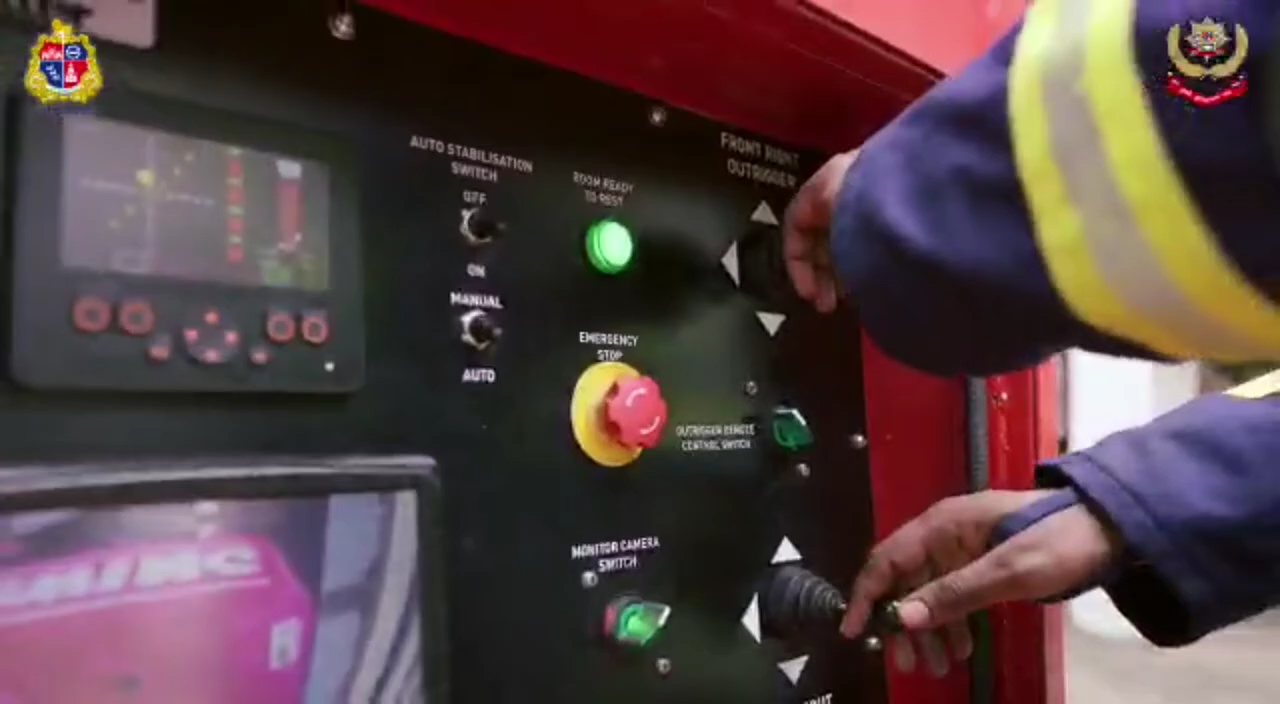 AUTO STABILISATION
SWITCH
OFF
ON
MANUAL
AUTO
BOOM READY
TO REST
EMERGENCY
STOP
FRONT RIGHT
OUTRIGGER
OUTRIGGER REMOTE
CONTROL SWITCH
MONITOR CAMERA
SWITCH